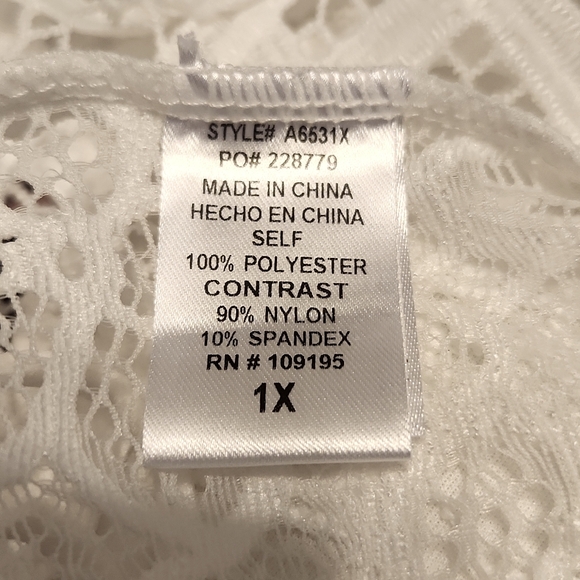 STYLE# A6531X
PO# 228779
MADE IN CHINA
HECHO EN CHINA
SELF
100% POLYESTER
CONTRAST
90% NYLON
10% SPANDEX
RN # 109195
1X